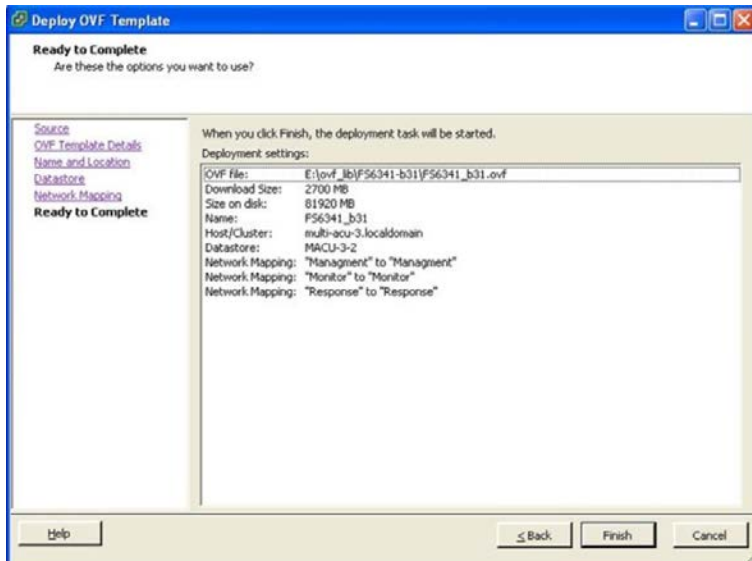 Deploy OVF Template
Ready to Complete
Are these the options you want to use?
Source
OVF Template Details
Name and Location
Datastore
Network Mapping
Ready to Complete
When you click Finish, the deployment task will be started.
Deployment settings:
OVF file: E:\ovf_lib\FS6341-b31\FS6341_b31.ovf
Download Size: 2700 MB
Size on disk: 81920 MB
Name: FS6341_b31
Host/Cluster: multi-acu-3.localdomain
Datastore: MACU-3-2
Network Mapping: "Managment" to "Managment"
Network Mapping: "Monitor" to "Monitor"
Network Mapping: "Response" to "Response"
Help
< Back
Finish
Cancel